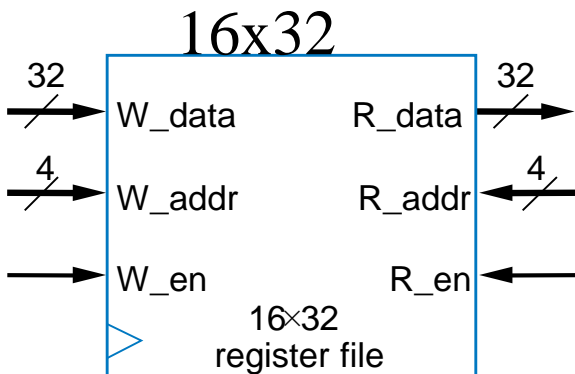 16x32
32 32
W_data R_data
4 4
W_addr R_addr
W_en R_en
16×32
register file